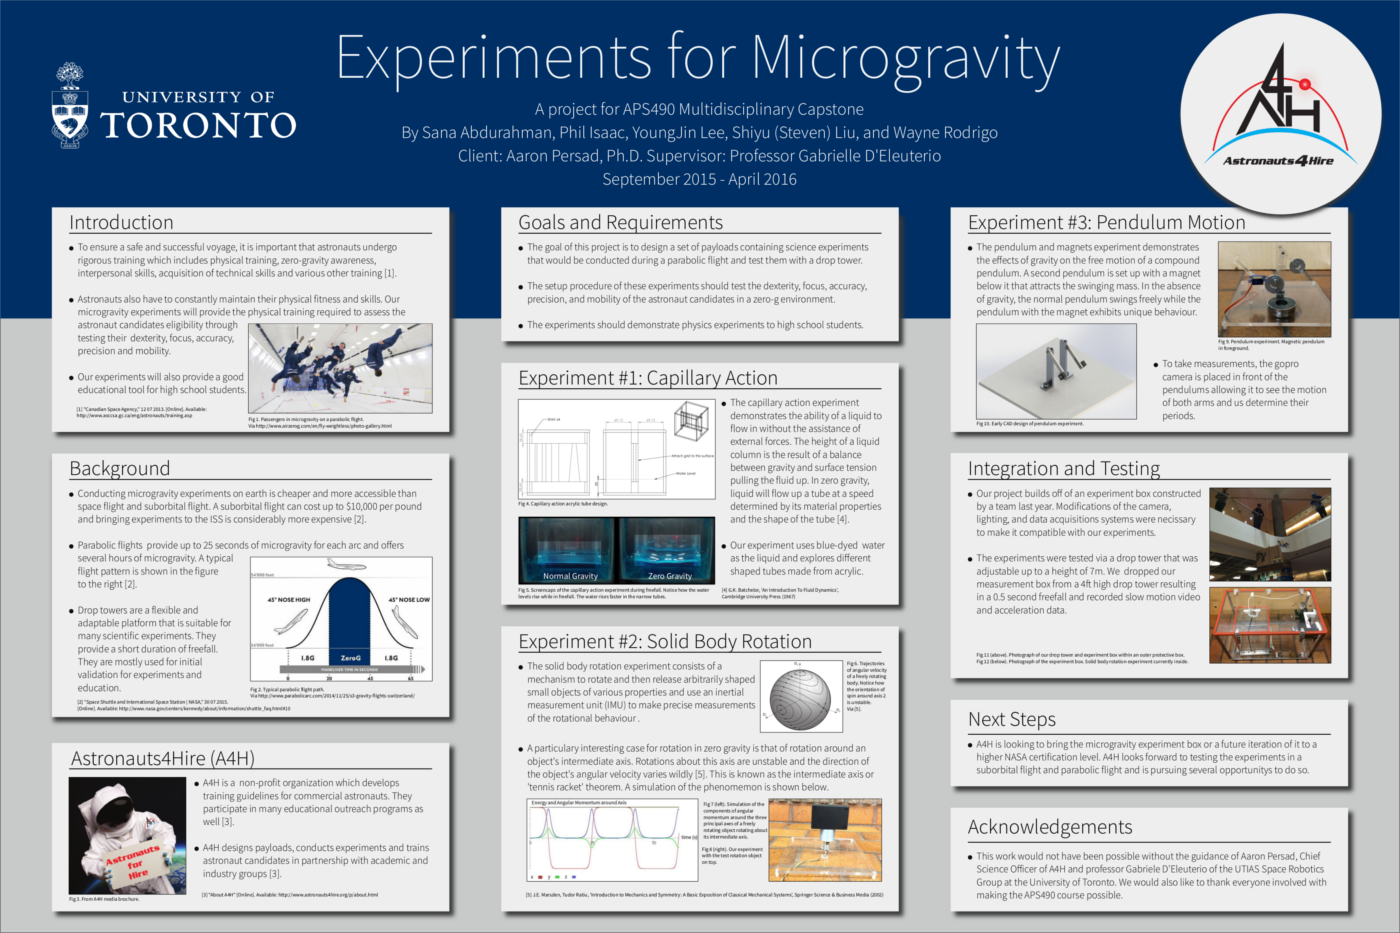 UNIVERSITY OF
TORONTO
Experiments for Microgravity
A project for APS490 Multidisciplinary Capstone
By Sana Abdurahman, Phil Isaac, YoungJin Lee, Shiyu (Steven) Liu, and Wayne Rodrigo
Client: Aaron Persad, Ph.D. Supervisor: Professor Gabrielle D'Eleuterio
September 2015 - April 2016
A4H
Astronauts4Hire
Introduction
To ensure a safe and successful voyage, it is important that astronauts undergo
rigorous training which includes physical training, zero-gravity awareness,
interpersonal skills, acquisition of technical skills and various other training [1].
Astronauts also have to constantly maintain their physical fitness and skills. Our
microgravity experiments will provide the physical training required to assess the
astronaut candidates eligibility through
testing their dexterity, focus, accuracy,
precision and mobility.
Our experiments will also provide a good
educational tool for high school students.
[1] "Canadian Space Agency," 12 07 2013. [Online]. Available:
http://www.asccsa.gc.ca/eng/astronauts/training.asp
Fig 1. Passengers in microgravity on a parabolic flight.
Via http://www.airzerog.com/en/fly-weightless/photo-gallery.html
Background
Conducting microgravity experiments on earth is cheaper and more accessible than
space flight and suborbital flight. A suborbital flight can cost up to $10,000 per pound
and bringing experiments to the ISS is considerably more expensive [2].
Parabolic flights provide up to 25 seconds of microgravity for each arc and offers
several hours of microgravity. A typical
flight pattern is shown in the figure
to the right [2].
Drop towers are a flexible and
adaptable platform that is suitable for
many scientific experiments. They
provide a short duration of freefall.
They are mostly used for initial
validation for experiments and
education.
45° NOSE HIGH
45° NOSE LOW
1.8G
ZeroG
1.8G
MANEUVER TIME IN SECONDS
0
20
45
65
Fig 2. Typical parabolic flight path.
Via http://www.parabolicarc.com/2014/11/25/s3-gravity-flights-switzerland/
[2] "Space Shuttle and International Space Station | NASA," 30 07 2015.
[Online]. Available: http://www.nasa.gov/centers/kennedy/about/information/shuttle_faq.html#10
Astronauts4Hire (A4H)
A4H is a non-profit organization which develops
training guidelines for commercial astronauts. They
participate in many educational outreach programs as
well [3].
A4H designs payloads, conducts experiments and trains
astronaut candidates in partnership with academic and
industry groups [3].
Astronauts
for
Hire
[3] "About A4H" [Online]. Available: http://www.astronauts4hire.org/p/about.html
Fig 3. From A4H media brochure.
Goals and Requirements
The goal of this project is to design a set of payloads containing science experiments
that would be conducted during a parabolic flight and test them with a drop tower.
The setup procedure of these experiments should test the dexterity, focus, accuracy,
precision, and mobility of the astronaut candidates in a zero-g environment.
The experiments should demonstrate physics experiments to high school students.
Experiment #1: Capillary Action
Attach grid to the surface
Water Level
Fig 4. Capillary action acrylic tube design.
Normal Gravity
Zero Gravity
Fig 5. Screencaps of the capillary action experiment during freefall. Notice how the water
levels rise while in freefall. The water rises faster in the narrow tubes.
The capillary action experiment
demonstrates the ability of a liquid to
flow in without the assistance of
external forces. The height of a liquid
column is the result of a balance
between gravity and surface tension
pulling the fluid up. In zero gravity,
liquid will flow up a tube at a speed
determined by its material properties
and the shape of the tube [4].
Our experiment uses blue-dyed water
as the liquid and explores different
shaped tubes made from acrylic.
[4] G.K. Batchelor, 'An Introduction To Fluid Dynamics',
Cambridge University Press (1967)
Experiment #2: Solid Body Rotation
The solid body rotation experiment consists of a
mechanism to rotate and then release arbitrarily shaped
small objects of various properties and use an inertial
measurement unit (IMU) to make precise measurements
of the rotational behaviour .
Fig 6. Trajectories
of angular velocity
of a freely rotating
body. Notice how
the orientation of
spin around axis 2
is unstable.
Via [5].
A particulary interesting case for rotation in zero gravity is that of rotation around an
object's intermediate axis. Rotations about this axis are unstable and the direction of
the object's angular velocity varies wildly [5]. This is known as the intermediate axis or
'tennis racket' theorem. A simulation of the phenonemon is shown below.
Energy and Angular Momentum around Axis
time (s)
x y z
Fig 7 (left). Simulation of the
components of angular
momentum around the three
principal axes of a freely
rotating object rotating about
its intermediate axis.
Fig 8 (right). Our experiment
with the test rotation object
on top.
[5] J.E. Marsden, Tudor Ratiu, 'Introduction to Mechanics and Symmetry: A Basic Exposition of Classical Mechanical Systems', Springer Science & Business Media (2002)
Experiment #3: Pendulum Motion
The pendulum and magnets experiment demonstrates
the effects of gravity on the free motion of a compound
pendulum. A second pendulum is set up with a magnet
below it that attracts the swinging mass. In the absence
of gravity, the normal pendulum swings freely while the
pendulum with the magnet exhibits unique behaviour.
Fig 9. Pendulum experiment. Magnetic pendulum
in foreground.
To take measurements, the gopro
camera is placed in front of the
pendulums allowing it to see the motion
of both arms and us determine their
periods.
Fig 10. Early CAD design of pendulum experiment.
Integration and Testing
Our project builds off of an experiment box constructed
by a team last year. Modifications of the camera,
lighting, and data acquisitions systems were necissary
to make it compatible with our experiments.
The experiments were tested via a drop tower that was
adjustable up to a height of 7m. We dropped our
measurement box from a 4ft high drop tower resulting
in a 0.5 second freefall and recorded slow motion video
and acceleration data.
Fig 11 (above). Photograph of our drop tower and experiment box within an outer protective box.
Fig 12 (below). Photograph of the experiment box. Solid body rotation experiment currently inside.
Next Steps
A4H is looking to bring the microgravity experiment box or a future iteration of it to a
higher NASA certification level. A4H looks forward to testing the experiments in a
suborbital flight and parabolic flight and is pursuing several opportunitys to do so.
Acknowledgements
This work would not have been possible without the guidance of Aaron Persad, Chief
Science Officer of A4H and professor Gabriele D'Eleuterio of the UTIAS Space Robotics
Group at the University of Toronto. We would also like to thank everyone involved with
making the APS490 course possible.